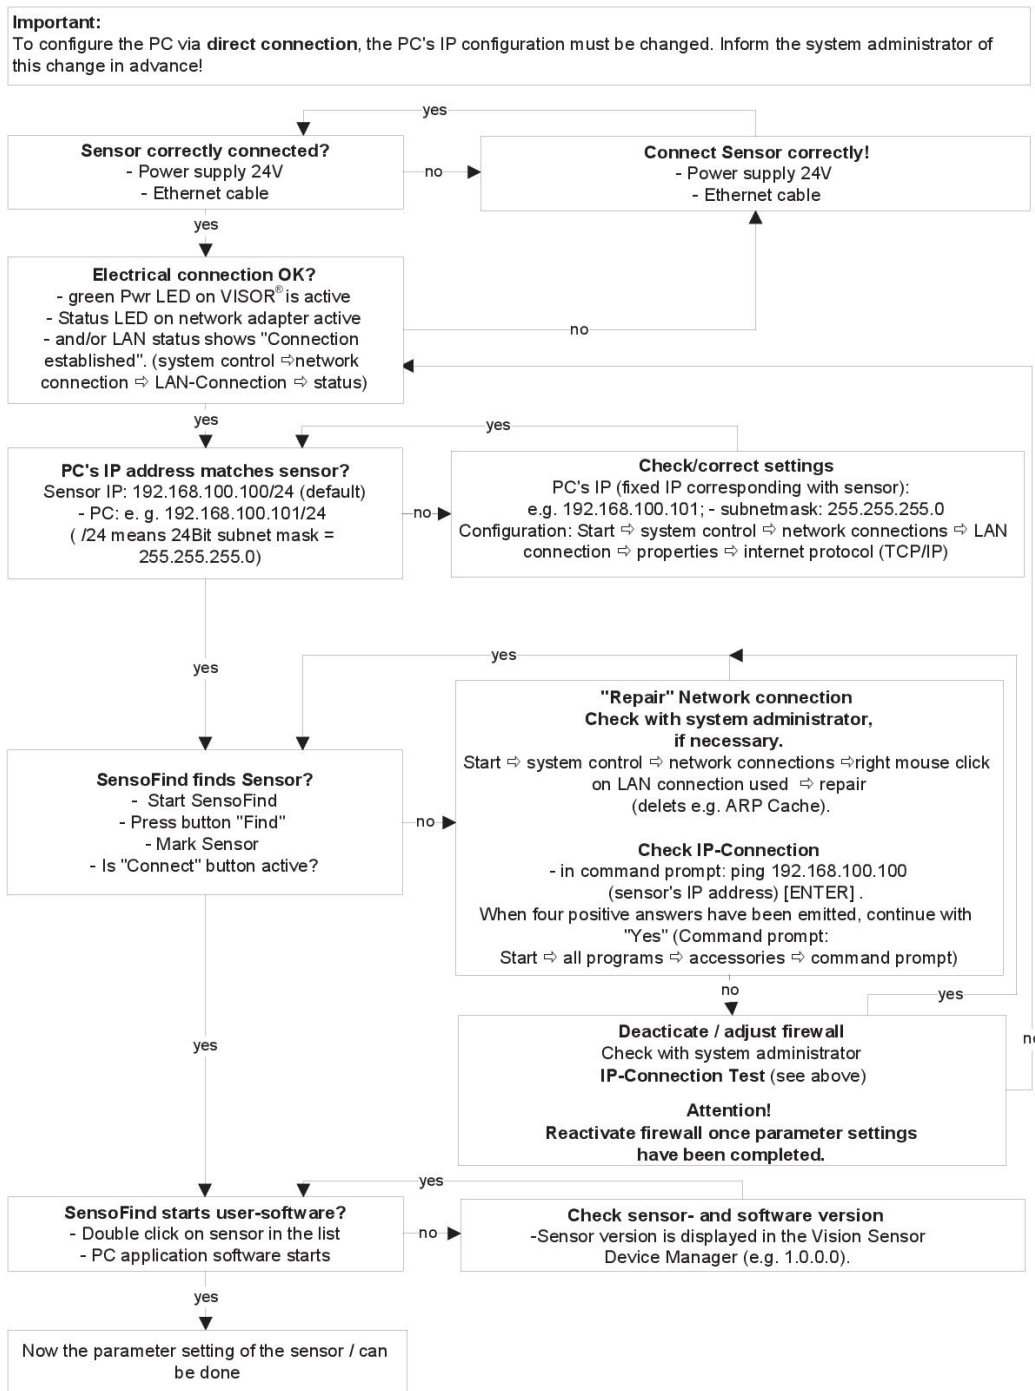 Important:
To configure the PC via direct connection, the PC's IP configuration must be changed. Inform the system administrator of
this change in advance!
yes
Sensor correctly connected?
- Power supply 24V
- Ethernet cable
no
Connect Sensor correctly!
- Power supply 24V
- Ethernet cable
yes
Electrical connection OK?
- green Pwr LED on VISOR® is active
- Status LED on network adapter active
- and/or LAN status shows "Connection
established". (system control ⇨network
connection ⇨ LAN-Connection ⇨ status)
no
yes
yes
PC's IP address matches sensor?
Sensor IP: 192.168.100.100/24 (default)
- PC: e. g. 192.168.100.101/24
( /24 means 24Bit subnet mask =
255.255.255.0)
no
Check/correct settings
PC's IP (fixed IP corresponding with sensor):
e.g. 192.168.100.101; - subnetmask: 255.255.255.0
Configuration: Start ⇨ system control ⇨ network connections ⇨ LAN
connection ⇨ properties ⇨ internet protocol (TCP/IP)
yes
yes
SensoFind finds Sensor?
- Start SensoFind
- Press button "Find"
- Mark Sensor
- Is "Connect" button active?
no
"Repair" Network connection
Check with system administrator,
if necessary.
Start ⇨ system control ⇨ network connections ⇨right mouse click
on LAN connection used ⇨ repair
(delets e.g. ARP Cache).
Check IP-Connection
- in command prompt: ping 192.168.100.100
(sensor's IP address) [ENTER] .
When four positive answers have been emitted, continue with
"Yes" (Command prompt:
Start ⇨ all programs ⇨ accessories ⇨ command prompt)
no
yes
yes
Deacticate / adjust firewall
Check with system administrator
IP-Connection Test (see above)
Attention!
Reactivate firewall once parameter settings
have been completed.
no
yes
SensoFind starts user-software?
- Double click on sensor in the list
- PC application software starts
no
Check sensor- and software version
-Sensor version is displayed in the Vision Sensor
Device Manager (e.g. 1.0.0.0).
yes
Now the parameter setting of the sensor / can
be done